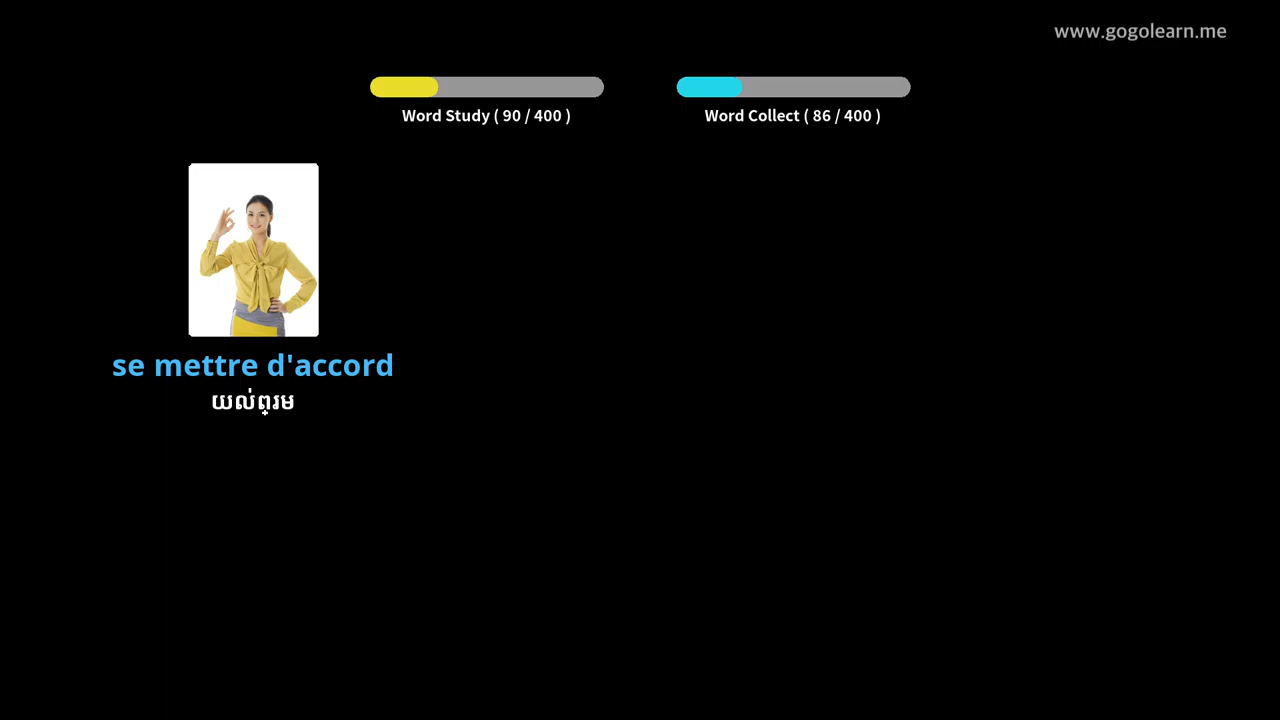 www.gogolearn.me
Word Study ( 90 / 400 )
Word Collect ( 86 / 400 )
se mettre d'accord
យល់ព្រម